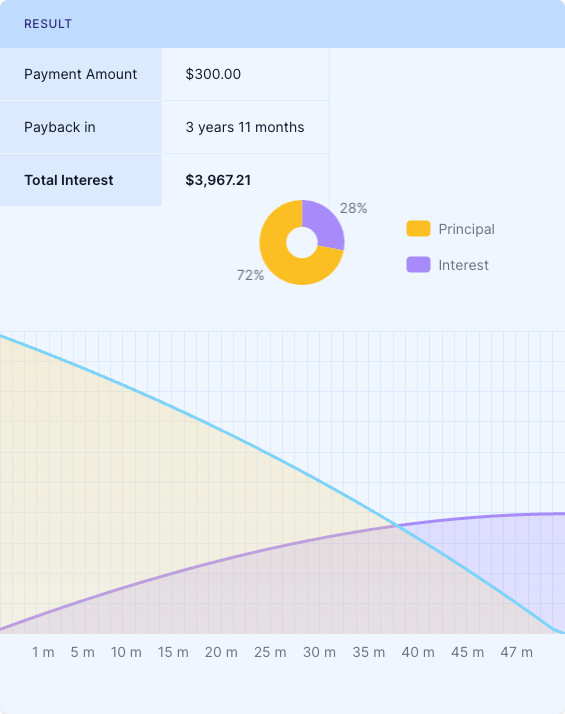 RESULT
Payment Amount $300.00
Payback in 3 years 11 months
Total Interest $3,967.21
28%
Principal
Interest
72%
1 m 5 m 10 m 15 m 20 m 25 m 30 m 35 m 40 m 45 m 47 m